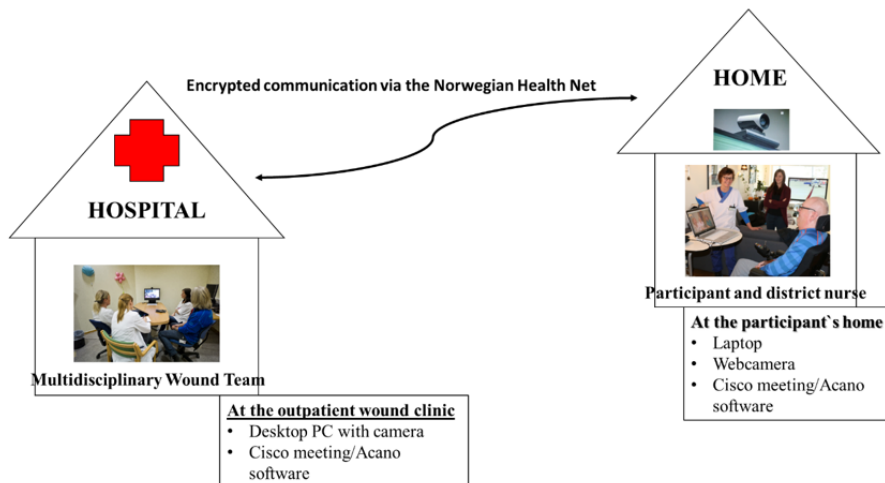 Encrypted communication via the Norwegian Health Net
HOSPITAL
Multidisciplinary Wound Team
At the outpatient wound clinic
• Desktop PC with camera
• Cisco meeting/Acano
software
HOME
Participant and district nurse
At the participant`s home
• Laptop
• Webcamera
• Cisco meeting/Acano
software